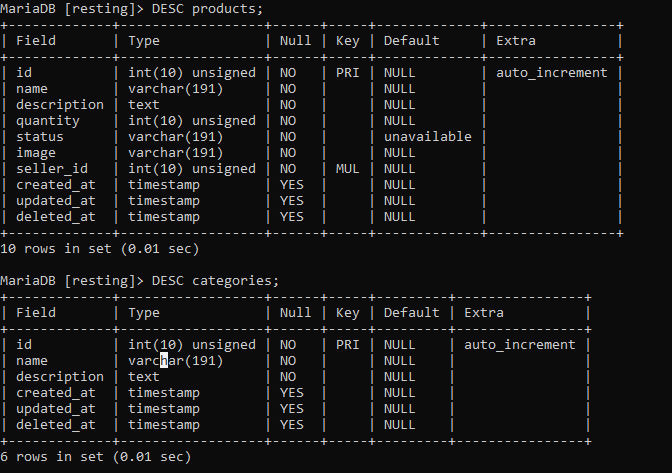 MariaDB [resting]> DESC products;
+-------------+------------------+------+-----+-------------+----------------+
| Field       | Type             | Null | Key | Default     | Extra          |
+-------------+------------------+------+-----+-------------+----------------+
| id          | int(10) unsigned | NO   | PRI | NULL        | auto_increment |
| name        | varchar(191)     | NO   |     | NULL        |                |
| description | text             | NO   |     | NULL        |                |
| quantity    | int(10) unsigned | NO   |     | NULL        |                |
| status      | varchar(191)     | NO   |     | unavailable |                |
| image       | varchar(191)     | NO   |     | NULL        |                |
| seller_id   | int(10) unsigned | NO   | MUL | NULL        |                |
| created_at  | timestamp        | YES  |     | NULL        |                |
| updated_at  | timestamp        | YES  |     | NULL        |                |
| deleted_at  | timestamp        | YES  |     | NULL        |                |
+-------------+------------------+------+-----+-------------+----------------+
10 rows in set (0.01 sec)

MariaDB [resting]> DESC categories;
+-------------+------------------+------+-----+---------+----------------+
| Field       | Type             | Null | Key | Default | Extra          |
+-------------+------------------+------+-----+---------+----------------+
| id          | int(10) unsigned | NO   | PRI | NULL    | auto_increment |
| name        | varchar(191)     | NO   |     | NULL    |                |
| description | text             | NO   |     | NULL    |                |
| created_at  | timestamp        | YES  |     | NULL    |                |
| updated_at  | timestamp        | YES  |     | NULL    |                |
| deleted_at  | timestamp        | YES  |     | NULL    |                |
+-------------+------------------+------+-----+---------+----------------+
6 rows in set (0.01 sec)